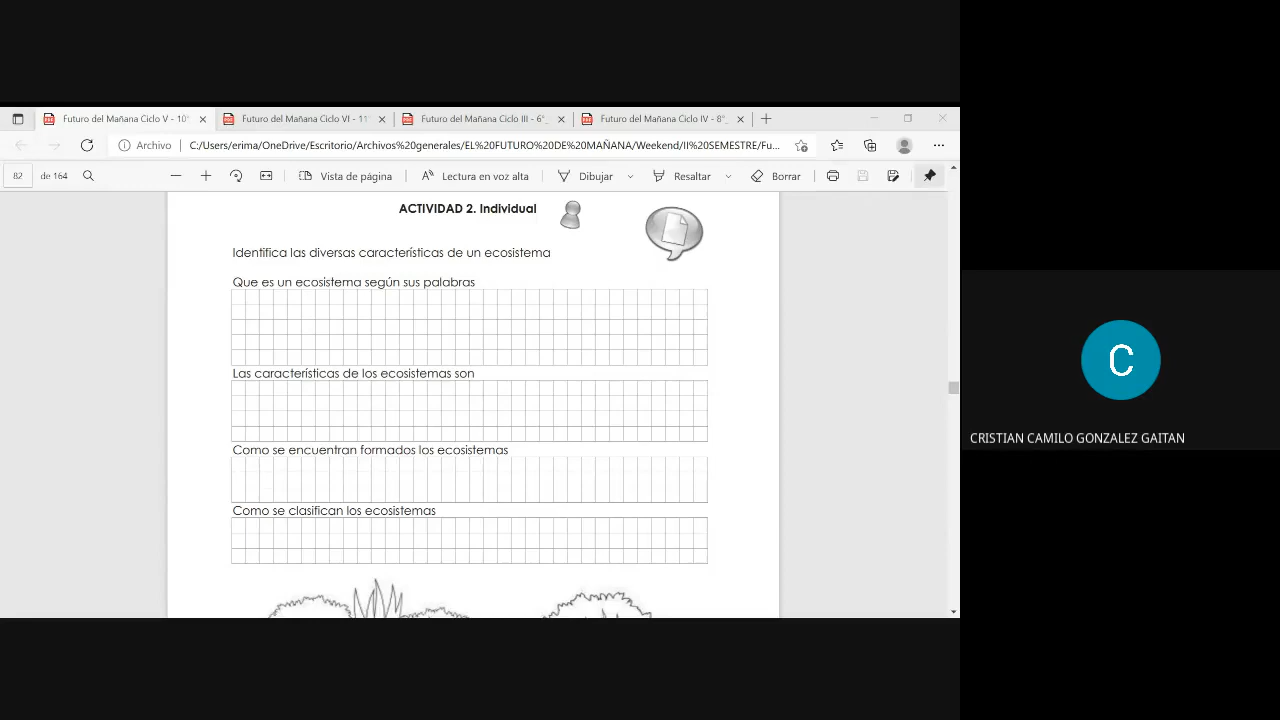 Futuro del Mañana Ciclo V - 10°
Futuro del Mañana Ciclo VI - 11°
Futuro del Mañana Ciclo III - 6°_
Futuro del Mañana Ciclo IV - 8°_
Archivo
C:/Users/erima/OneDrive/Escritorio/Archivos%20generales/EL%20FUTURO%20DE%20MAÑANA/Weekend/II%20SEMESTRE/Fu...
82
de 164
Vista de página
Lectura en voz alta
Dibujar
Resaltar
Borrar
ACTIVIDAD 2. Individual
Identifica las diversas características de un ecosistema
Que es un ecosistema según sus palabras
Las características de los ecosistemas son
Como se encuentran formados los ecosistemas
Como se clasifican los ecosistemas
C
CRISTIAN CAMILO GONZALEZ GAITAN